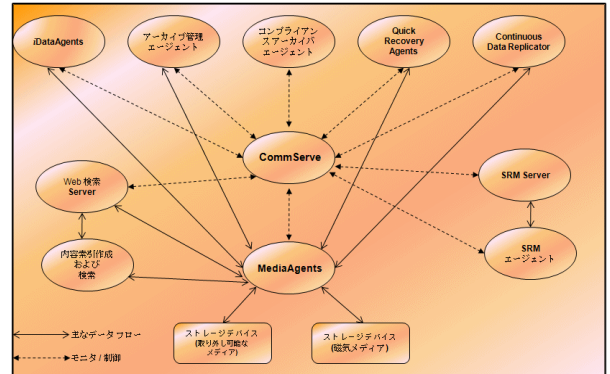 iDataAgents
アーカイブ管理
エージェント
コンプライアン
スアーカイバ
エージェント
Quick
Recovery
Agents
Continuous
Data Replicator
CommServe
Web 検索
Server
SRM Server
内容索引作成
および
検索
MediaAgents
SRM
エージェント
ストレージデバイス
(取り外し可能な
メディア)
ストレージデバイス
(磁気メディア)
主なデータ フロー
モニタ / 制御